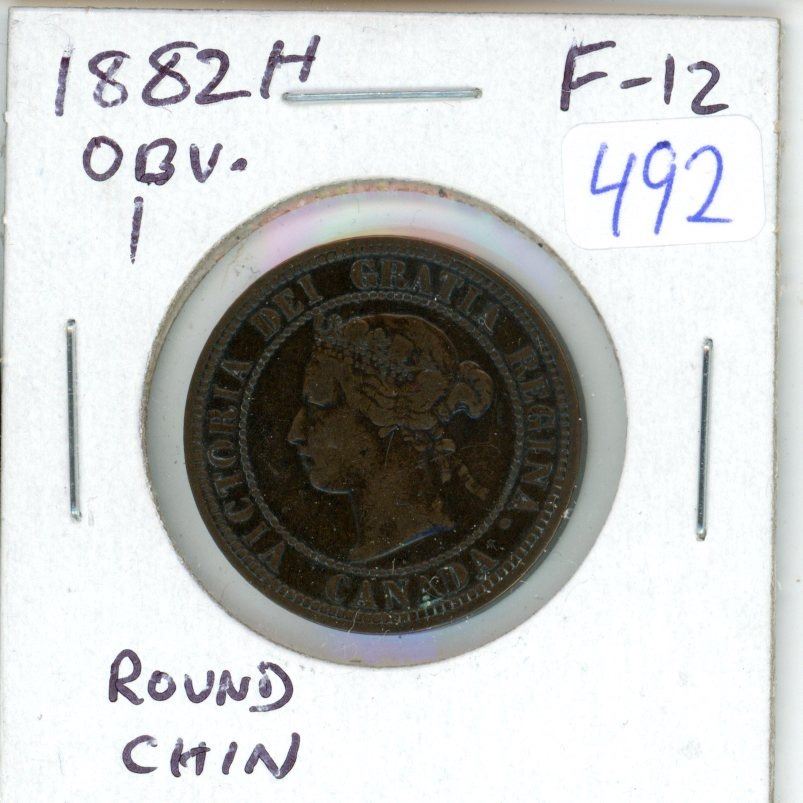 1882H
F-12
OBV.
1
492
VICTORIA DEI GRATIA REGINA.
CANADA
ROUND
CHIN